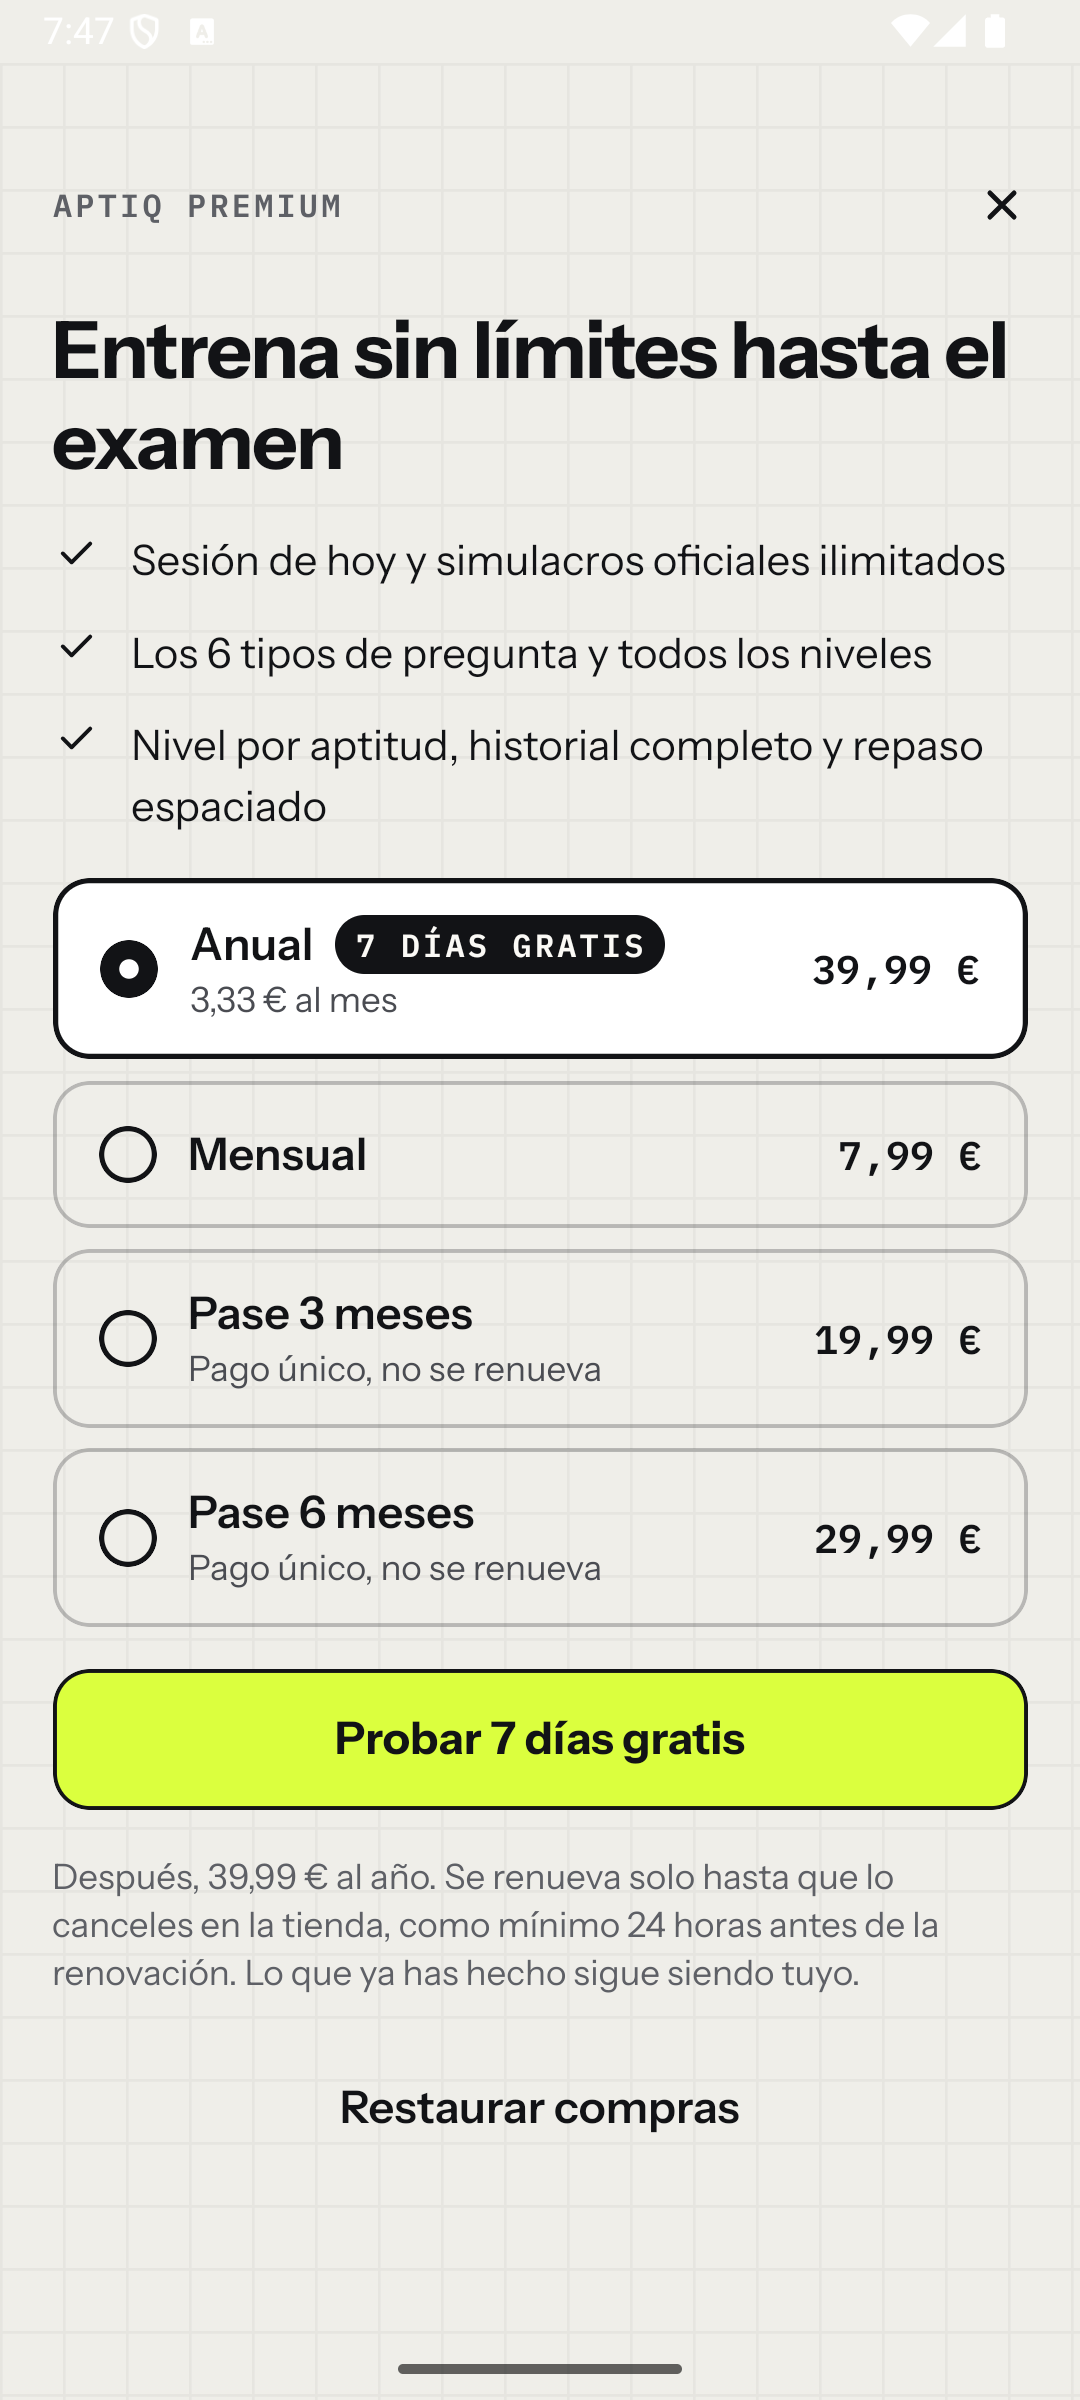 7:47
APTIQ PREMIUM
Entrena sin límites hasta el
examen
Sesión de hoy y simulacros oficiales ilimitados
Los 6 tipos de pregunta y todos los niveles
Nivel por aptitud, historial completo y repaso
espaciado
Anual 7 DÍAS GRATIS
3,33 € al mes
39,99 €
Mensual
7,99 €
Pase 3 meses
Pago único, no se renueva
19,99 €
Pase 6 meses
Pago único, no se renueva
29,99 €
Probar 7 días gratis
Después, 39,99 € al año. Se renueva solo hasta que lo
canceles en la tienda, como mínimo 24 horas antes de la
renovación. Lo que ya has hecho sigue siendo tuyo.
Restaurar compras